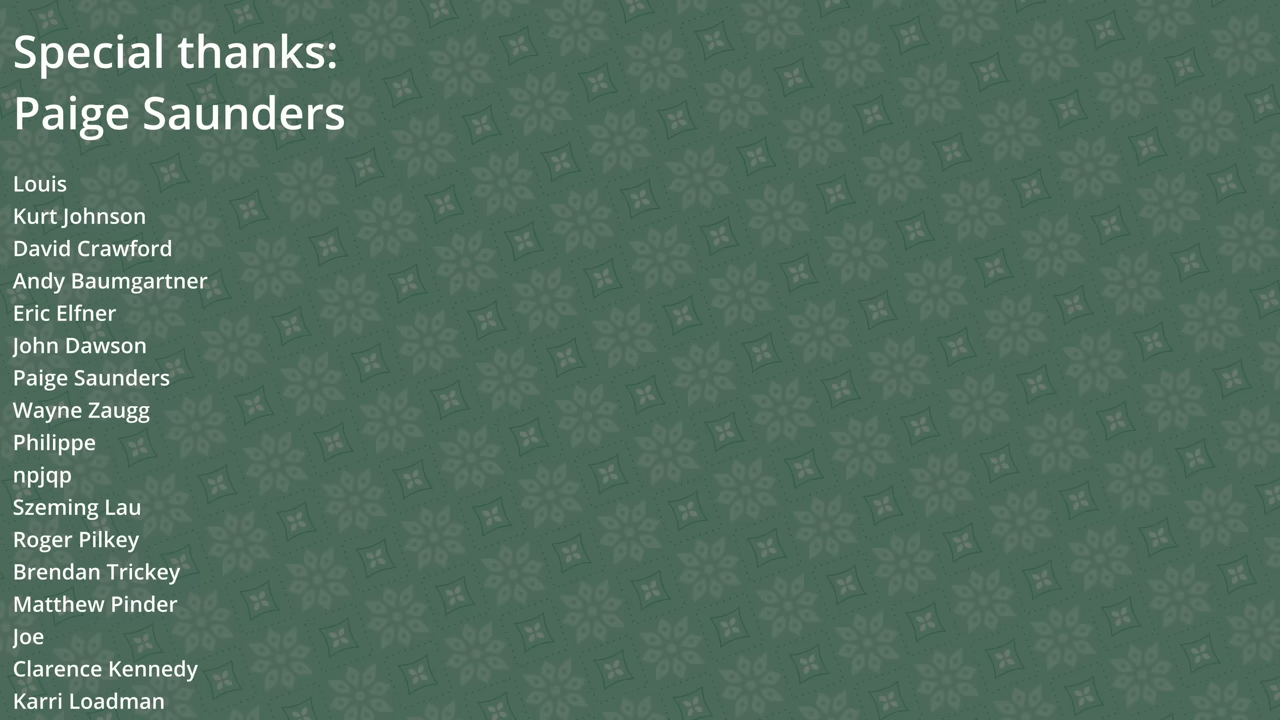 Special thanks:
Paige Saunders
Louis
Kurt Johnson
David Crawford
Andy Baumgartner
Eric Elfner
John Dawson
Paige Saunders
Wayne Zaugg
Philippe
npjqp
Szeming Lau
Roger Pilkey
Brendan Trickey
Matthew Pinder
Joe
Clarence Kennedy
Karri Loadman